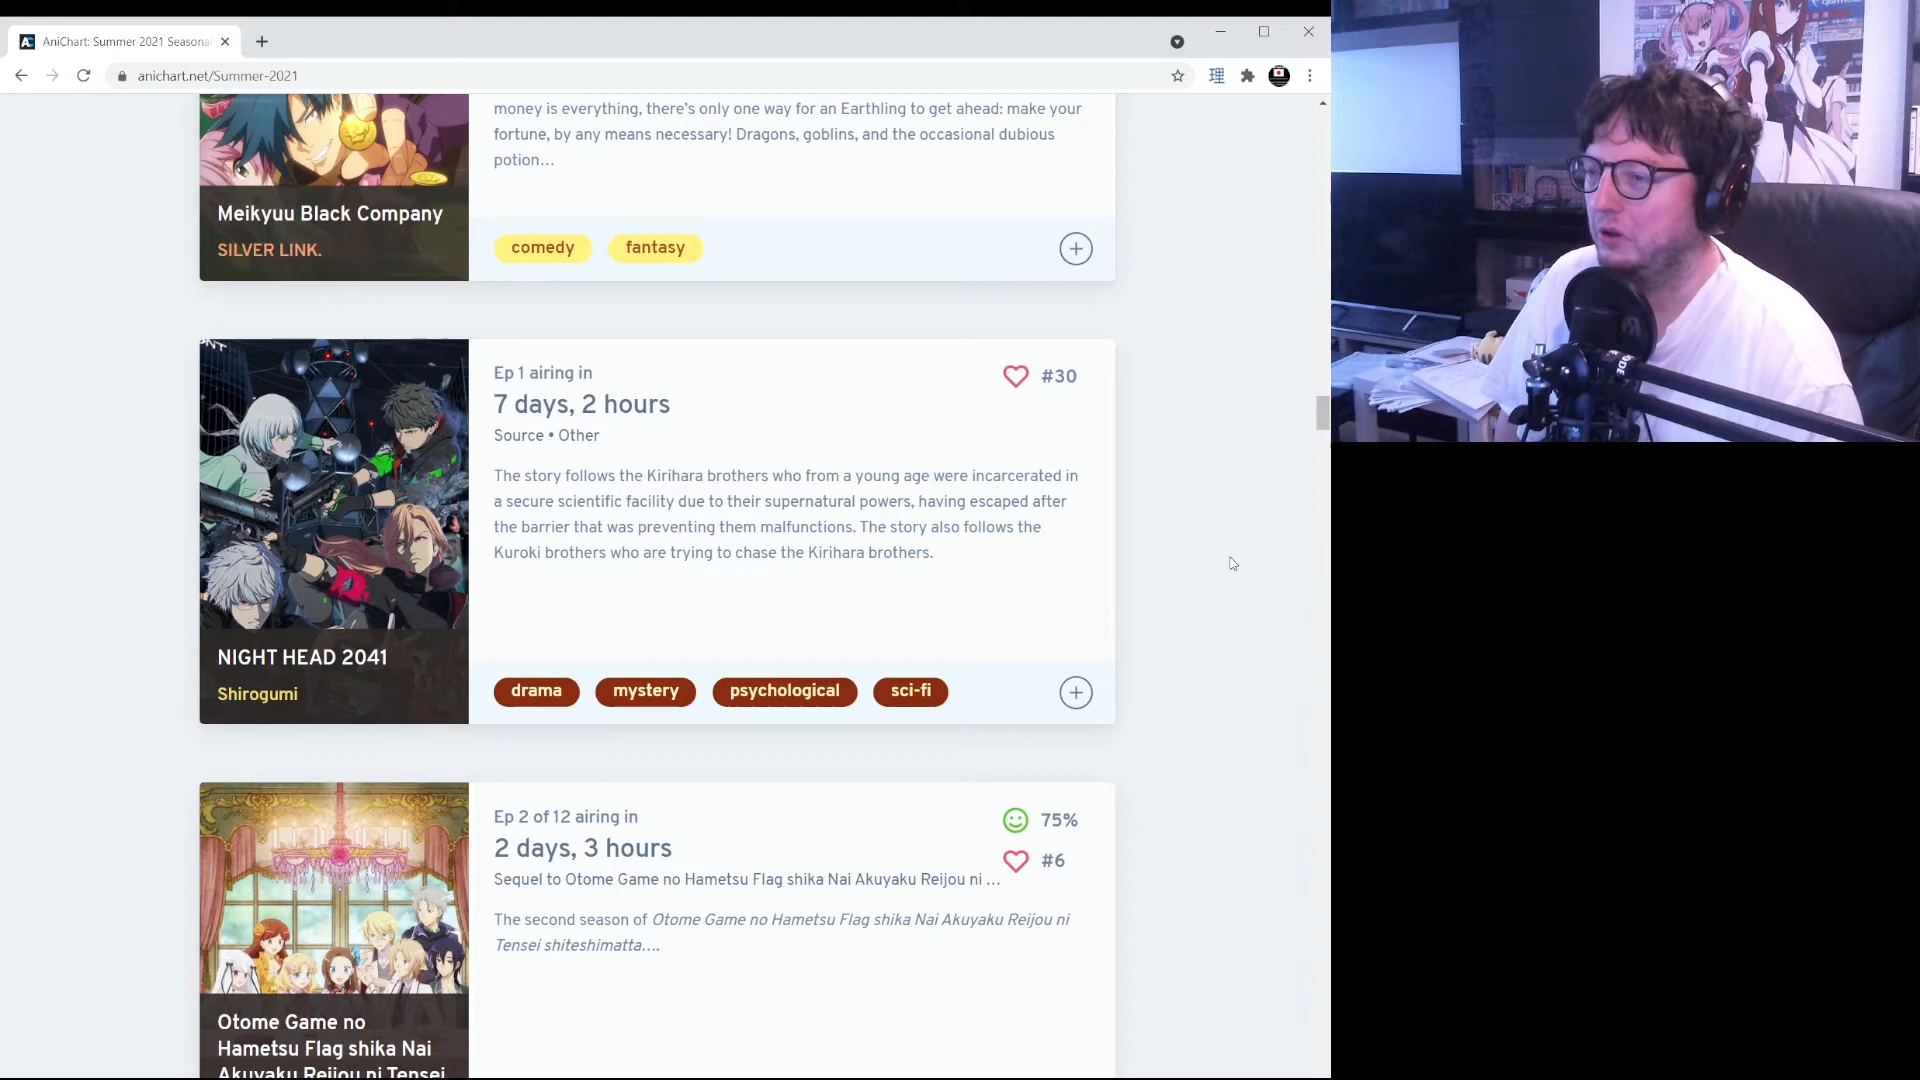 AniChart: Summer 2021 Seasona
anichart.net/Summer-2021
理
money is everything, there's only one way for an Earthling to get ahead: make your
fortune, by any means necessary! Dragons, goblins, and the occasional dubious
potion…
Meikyuu Black Company
SILVER LINK.
comedy
fantasy
Ep 1 airing in
#30
7 days, 2 hours
Source • Other
The story follows the Kirihara brothers who from a young age were incarcerated in
a secure scientific facility due to their supernatural powers, having escaped after
the barrier that was preventing them malfunctions. The story also follows the
Kuroki brothers who are trying to chase the Kirihara brothers.
NIGHT HEAD 2041
Shirogumi
drama
mystery
psychological
sci-fi
Ep 2 of 12 airing in
75%
2 days, 3 hours
#6
Sequel to Otome Game no Hametsu Flag shika Nai Akuyaku Reijou ni …
The second season of Otome Game no Hametsu Flag shika Nai Akuyaku Reijou ni
Tensei shiteshimatta….
Otome Game no
Hametsu Flag shika Nai
Akuyaku Reijou ni Tensei
RØDE